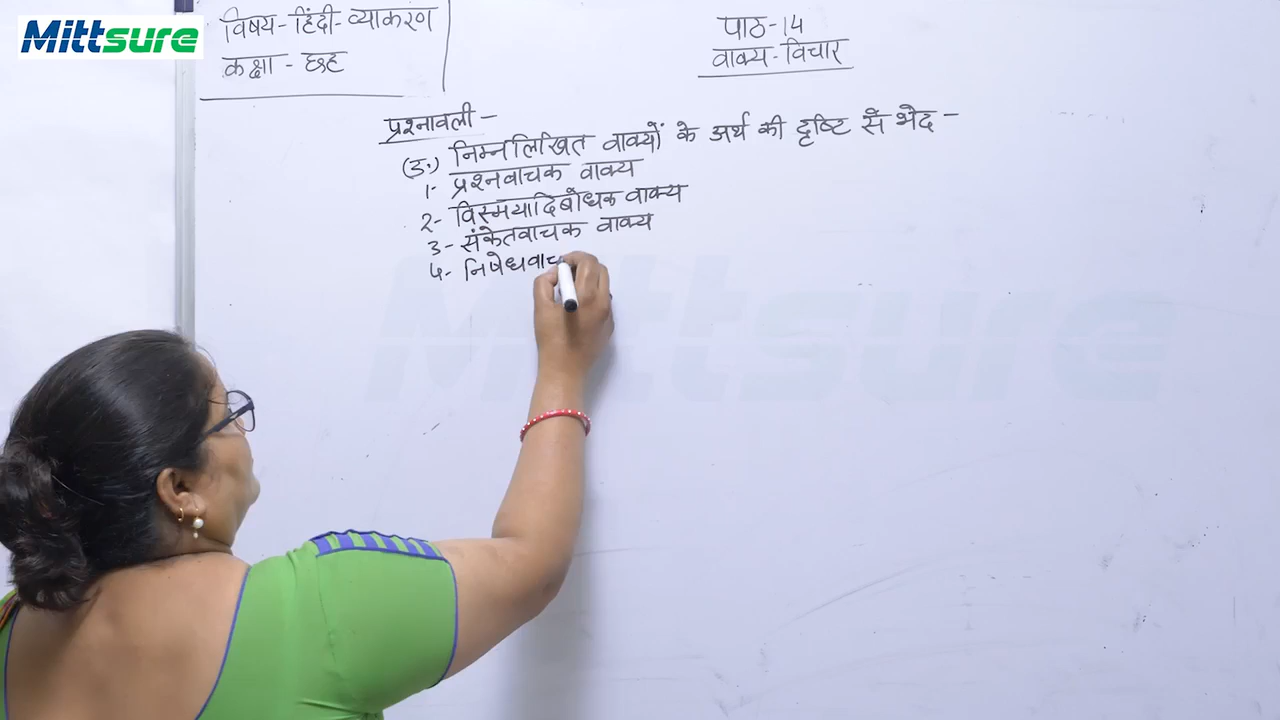 Mittsure
विषय- हिंदी-व्याकरण
कक्षा - छह
पाठ-14
वाक्य-विचार
प्रश्नावली -
(ड.) निम्नलिखित वाक्यों के अर्थ की दृष्टि से भेद -
1- प्रश्नवाचक वाक्य
2- विस्मयादिबोधक वाक्य
3- संकेतवाचक वाक्य
4- निषेधवाच
Mittsure